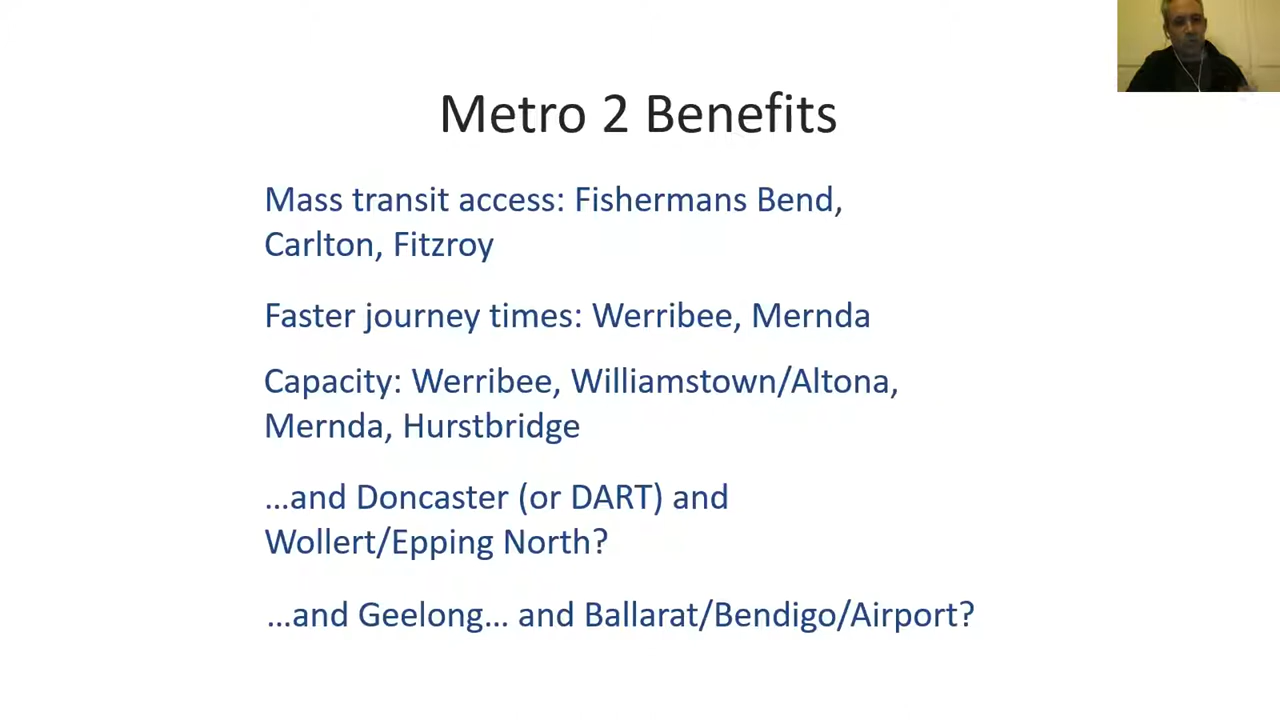 Metro 2 Benefits
Mass transit access: Fishermans Bend,
Carlton, Fitzroy
Faster journey times: Werribee, Mernda
Capacity: Werribee, Williamstown/Altona,
Mernda, Hurstbridge
...and Doncaster (or DART) and
Wollert/Epping North?
...and Geelong... and Ballarat/Bendigo/Airport?